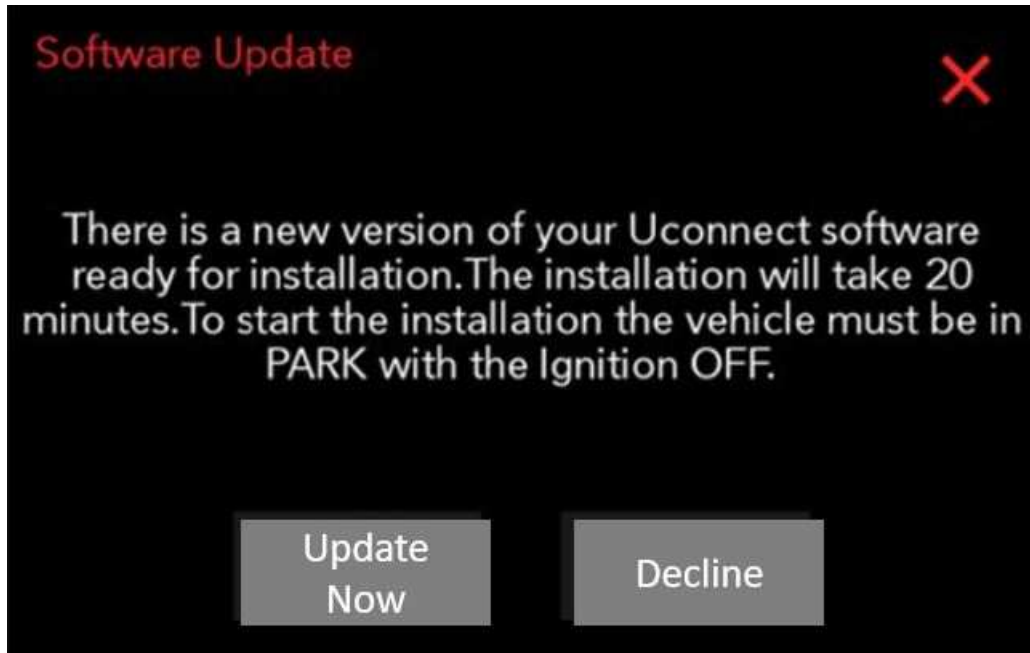 Software Update
There is a new version of your Uconnect software
ready for installation.The installation will take 20
minutes.To start the installation the vehicle must be in
PARK with the Ignition OFF.
Update
Now
Decline